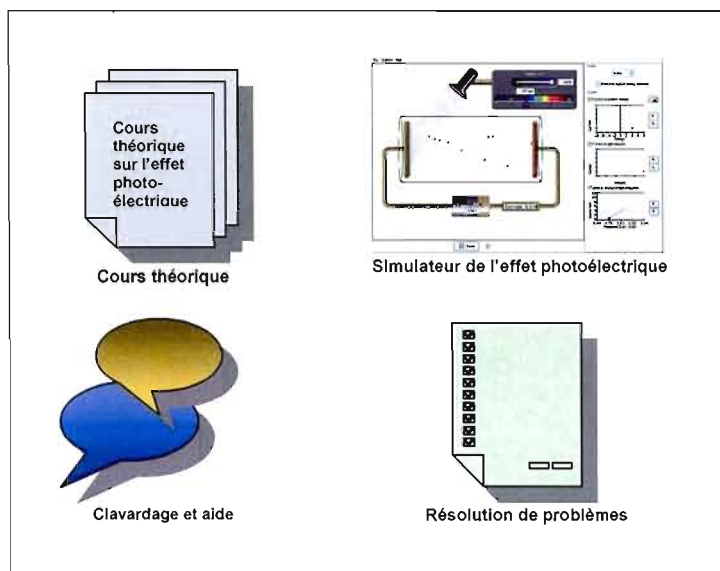 Cours
théorique
sur l'effet
photo-
électrique
Cours théorique
Simulateur de l'effet photoélectrique
Clavardage et aide
Résolution de problèmes